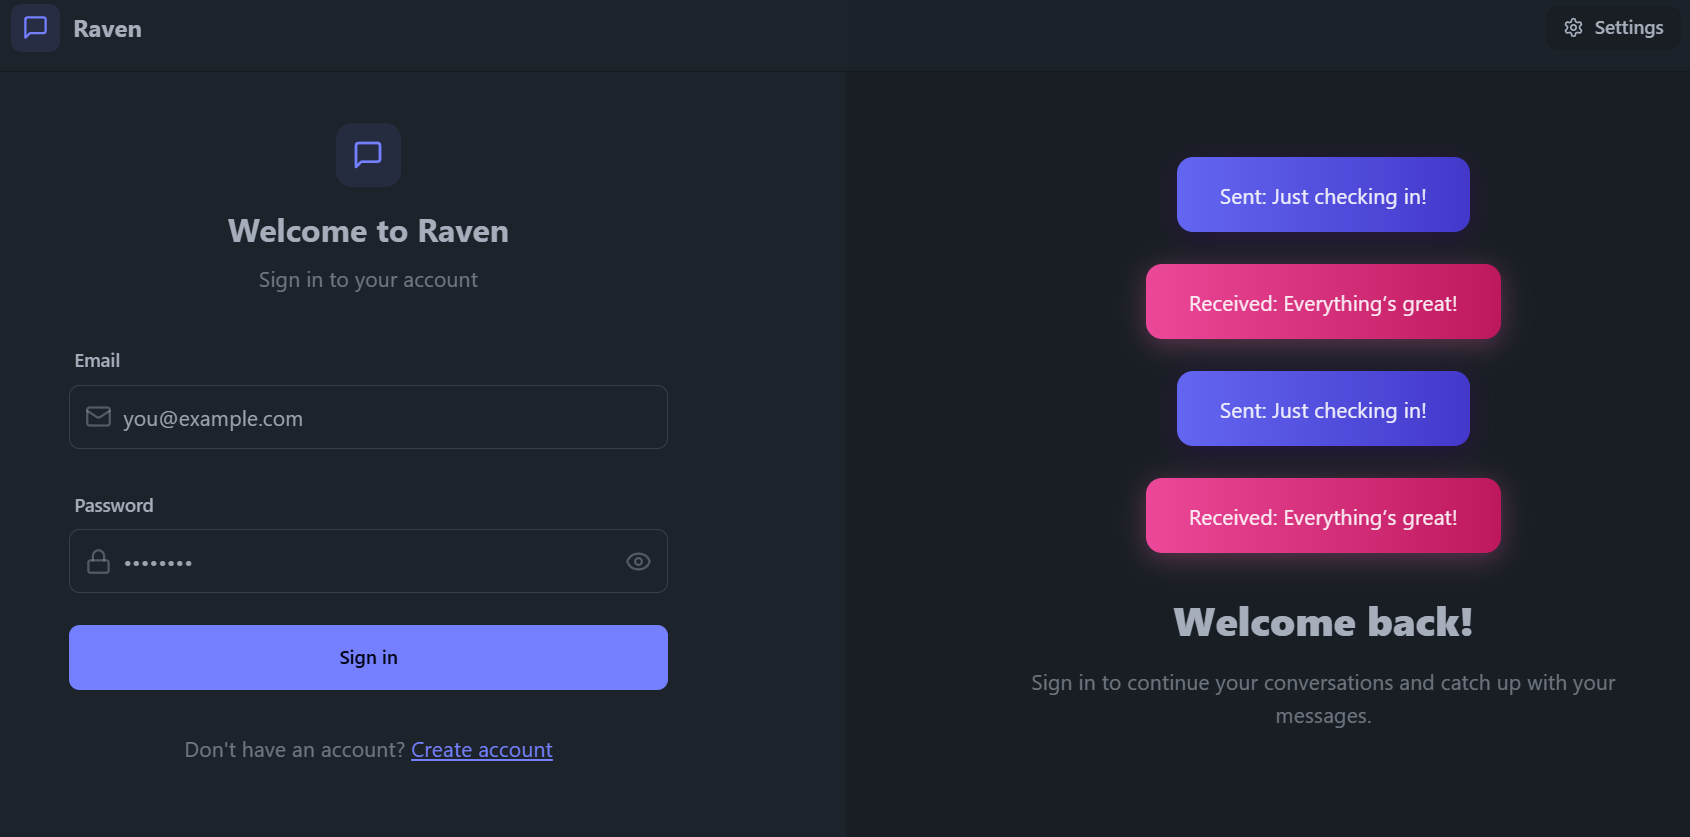 Raven
Settings
Welcome to Raven
Sign in to your account
Email
you@example.com
Password
••••••••
Sign in
Don't have an account? Create account
Sent: Just checking in!
Received: Everything’s great!
Sent: Just checking in!
Received: Everything’s great!
Welcome back!
Sign in to continue your conversations and catch up with your
messages.